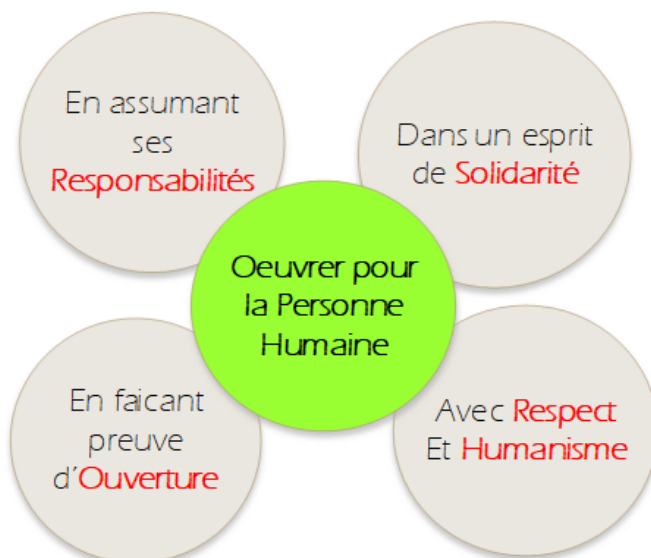 En assumant
ses
Responsabilités
Dans un esprit
de Solidarité
Oeuvrer pour
la Personne
Humaine
En faicant
preuve
d'Ouverture
Avec Respect
Et Humanisme